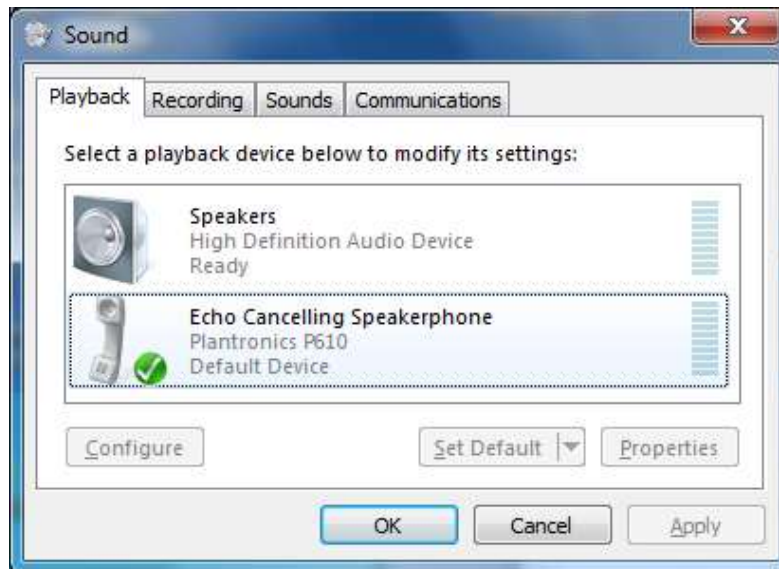 Sound
Playback Recording Sounds Communications
Select a playback device below to modify its settings:
Speakers
High Definition Audio Device
Ready
Echo Cancelling Speakerphone
Plantronics P610
Default Device
Configure Set Default Properties
OK Cancel Apply